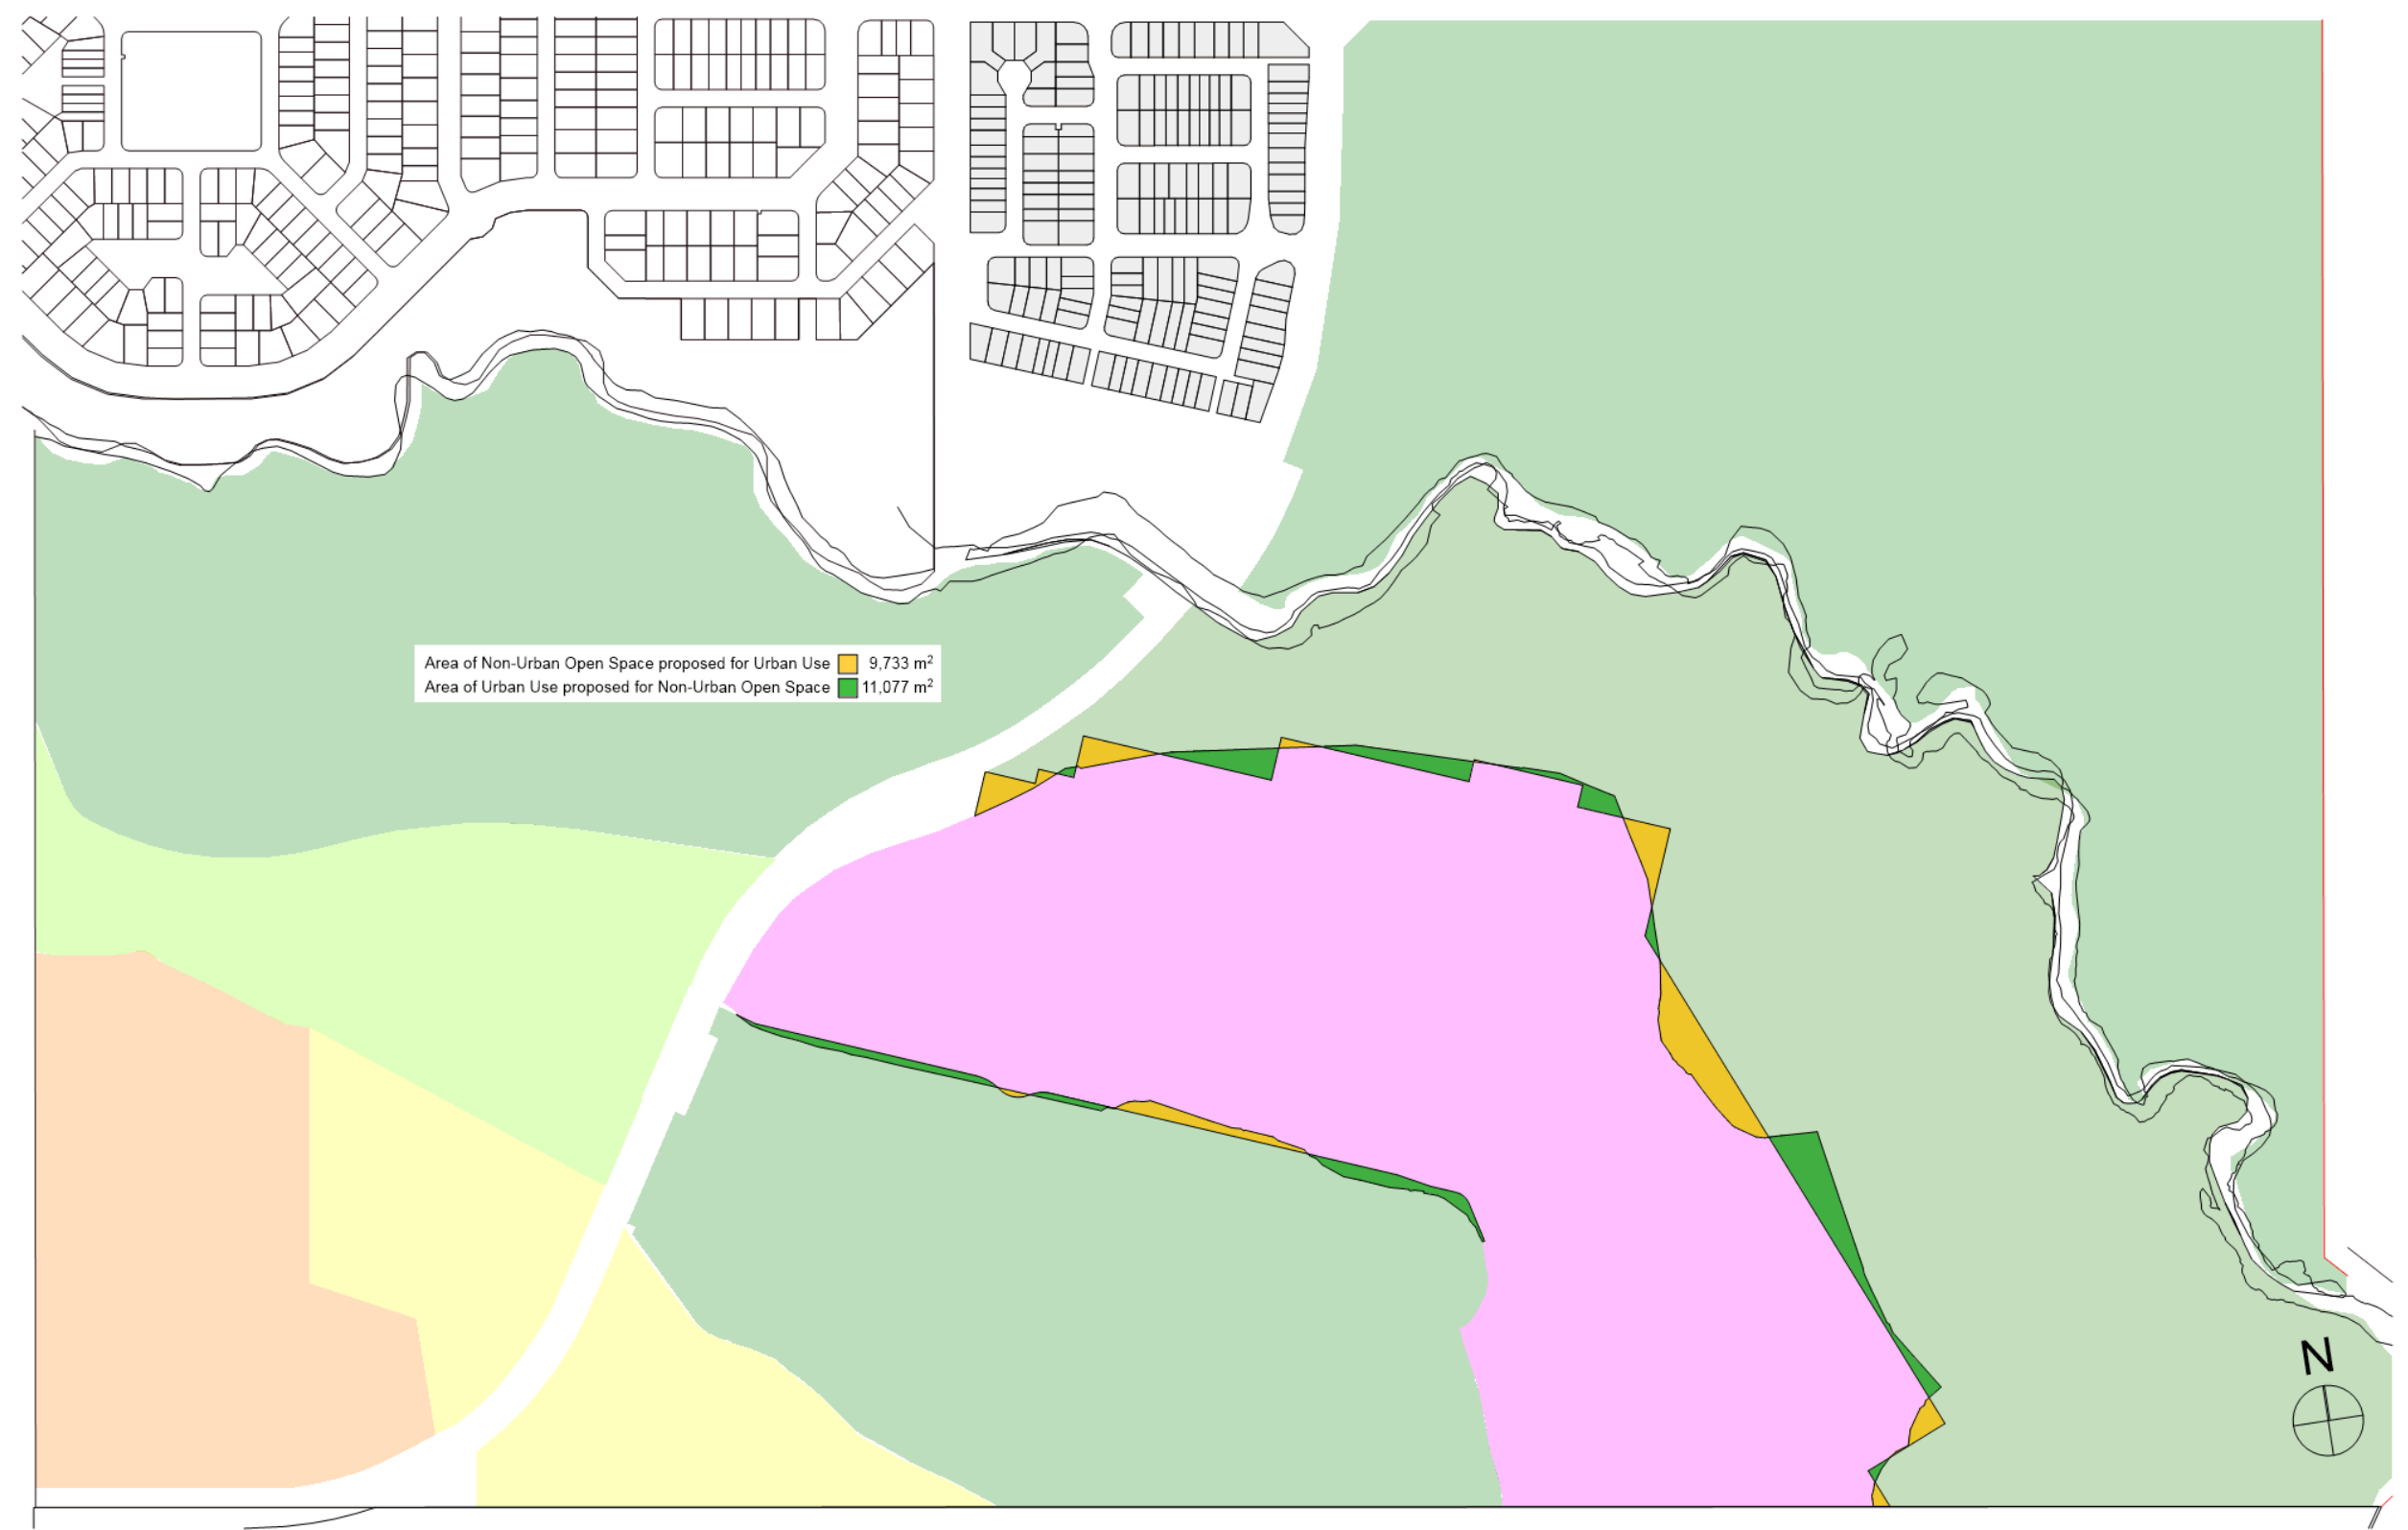 Area of Non-Urban Open Space proposed for Urban Use 9,733 m²
Area of Urban Use proposed for Non-Urban Open Space 11,077 m²
N